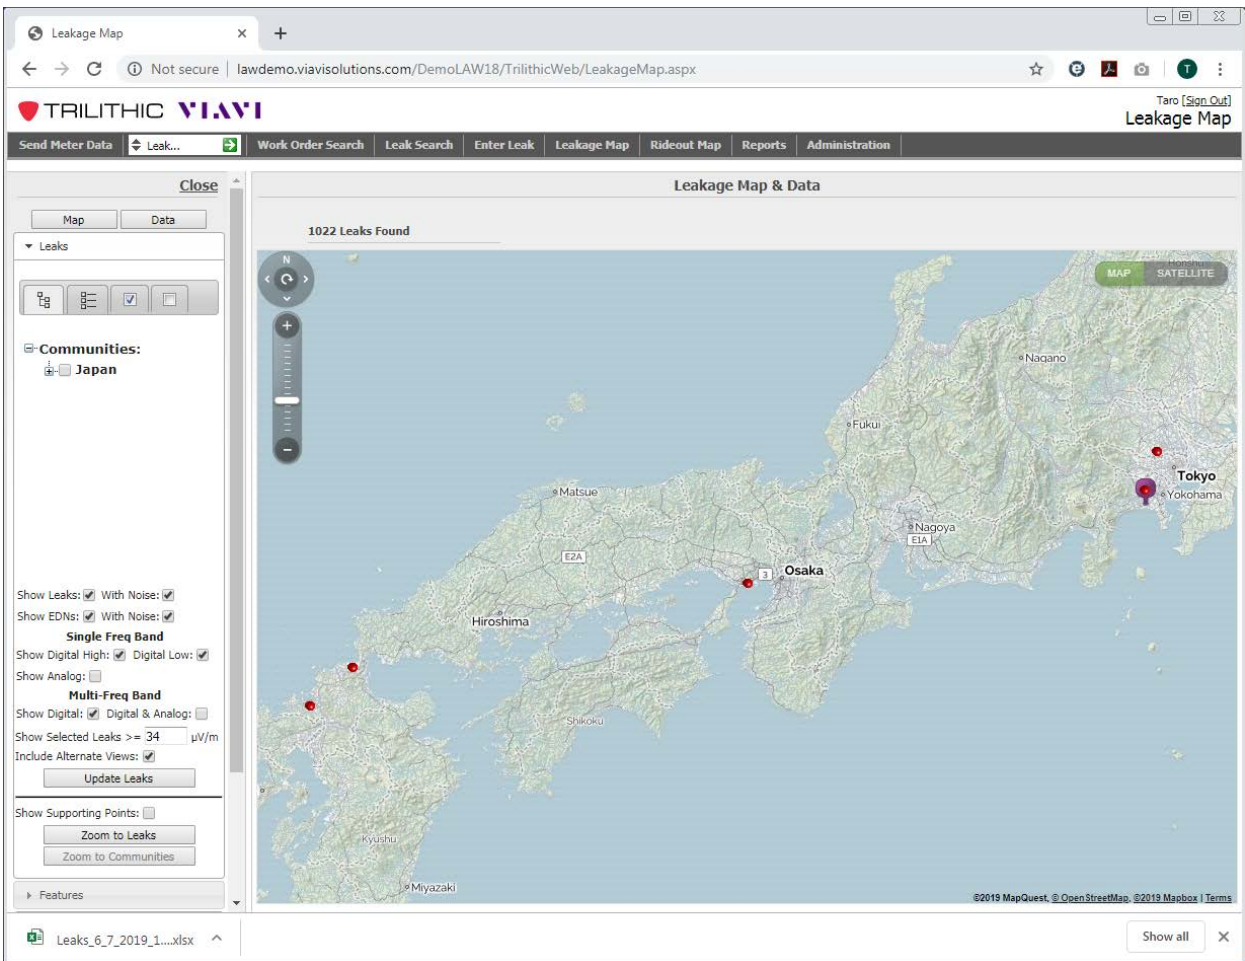 Leakage Map
Not secure | lawdemo.viavisolutions.com/DemoLAW18/TrilithicWeb/LeakageMap.aspx
T
TRILITHIC VIAVI
Taro [Sign Out]
Leakage Map
Send Meter Data
Leak...
Work Order Search
Leak Search
Enter Leak
Leakage Map
Rideout Map
Reports
Administration
Close
Map
Data
Leaks
Communities:
Japan
Show Leaks: With Noise:
Show EDNs: With Noise:
Single Freq Band
Show Digital High: Digital Low:
Show Analog:
Multi-Freq Band
Show Digital: Digital & Analog:
Show Selected Leaks >= 34 µV/m
Include Alternate Views:
Update Leaks
Show Supporting Points:
Zoom to Leaks
Zoom to Communities
Features
Leakage Map & Data
1022 Leaks Found
N
Honshu
MAP SATELLITE
Nagano
Fukui
Tokyo
Yokohama
Matsue
Nagoya
E1A
E2A
3
Osaka
Hiroshima
Shikoku
Kyushu
Miyazaki
©2019 MapQuest, © OpenStreetMap, ©2019 Mapbox | Terms
Leaks_6_7_2019_1....xlsx
Show all